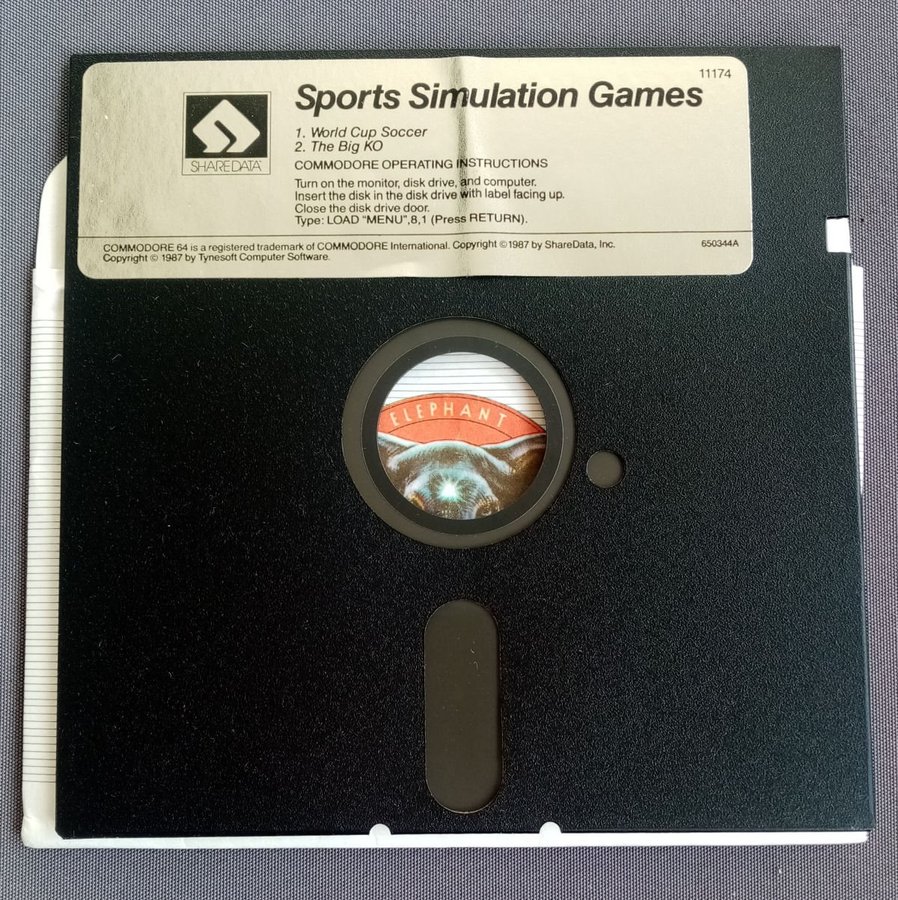 11174
Sports Simulation Games
SHAREDATA
1. World Cup Soccer
2. The Big KO
COMMODORE OPERATING INSTRUCTIONS
Turn on the monitor, disk drive, and computer.
Insert the disk in the disk drive with label facing up.
Close the disk drive door.
Type: LOAD "MENU",8,1 (Press RETURN).
COMMODORE 64 is a registered trademark of COMMODORE International. Copyright © 1987 by ShareData, Inc.
650344A
Copyright © 1987 by Tynesoft Computer Software.
ELEPHANT